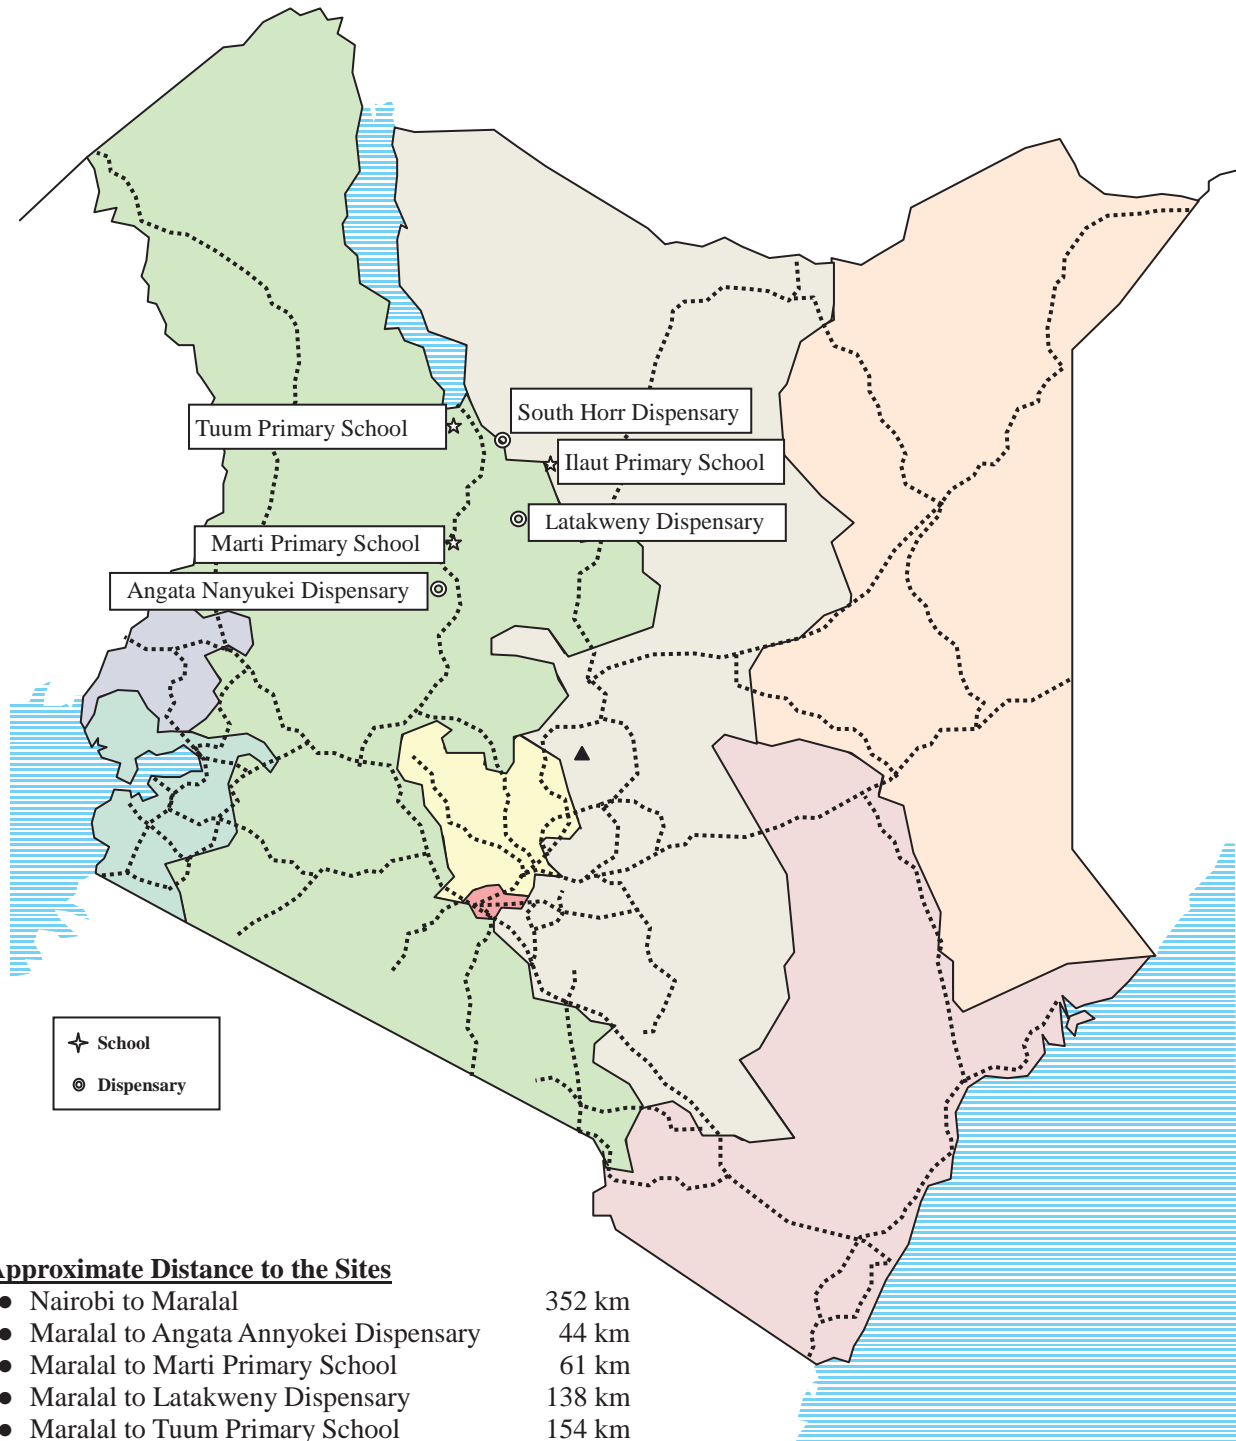 South Horr Dispensary
Tuum Primary School
Ilaut Primary School
Latakweny Dispensary
Marti Primary School
Angata Nanyukei Dispensary
School
Dispensary
Approximate Distance to the Sites
● Nairobi to Maralal 352 km
● Maralal to Angata Annyokei Dispensary 44 km
● Maralal to Marti Primary School 61 km
● Maralal to Latakweny Dispensary 138 km
● Maralal to Tuum Primary School 154 km